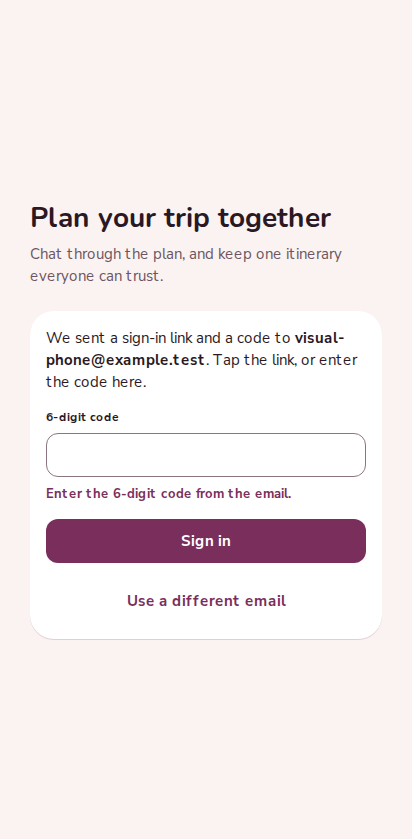 Plan your trip together
Chat through the plan, and keep one itinerary
everyone can trust.
We sent a sign-in link and a code to visual-
phone@example.test. Tap the link, or enter
the code here.
6-digit code
Enter the 6-digit code from the email.
Sign in
Use a different email